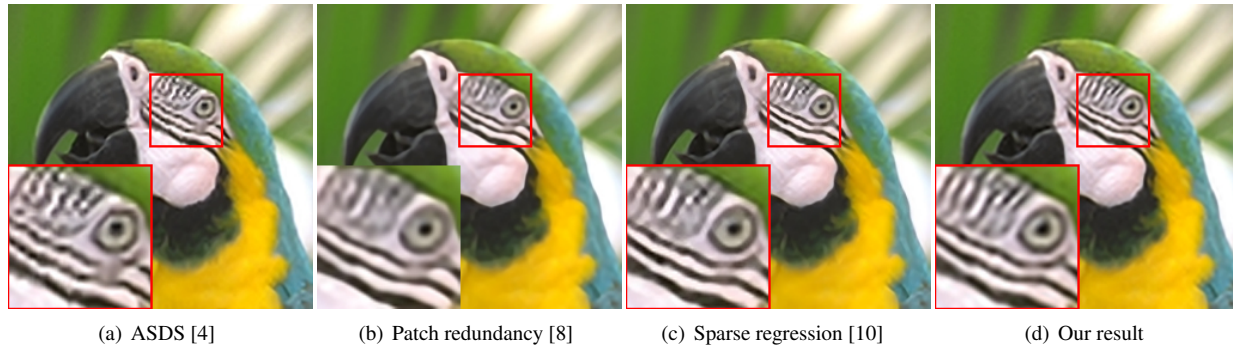 (a) ASDS [4]
(b) Patch redundancy [8]
(c) Sparse regression [10]
(d) Our result